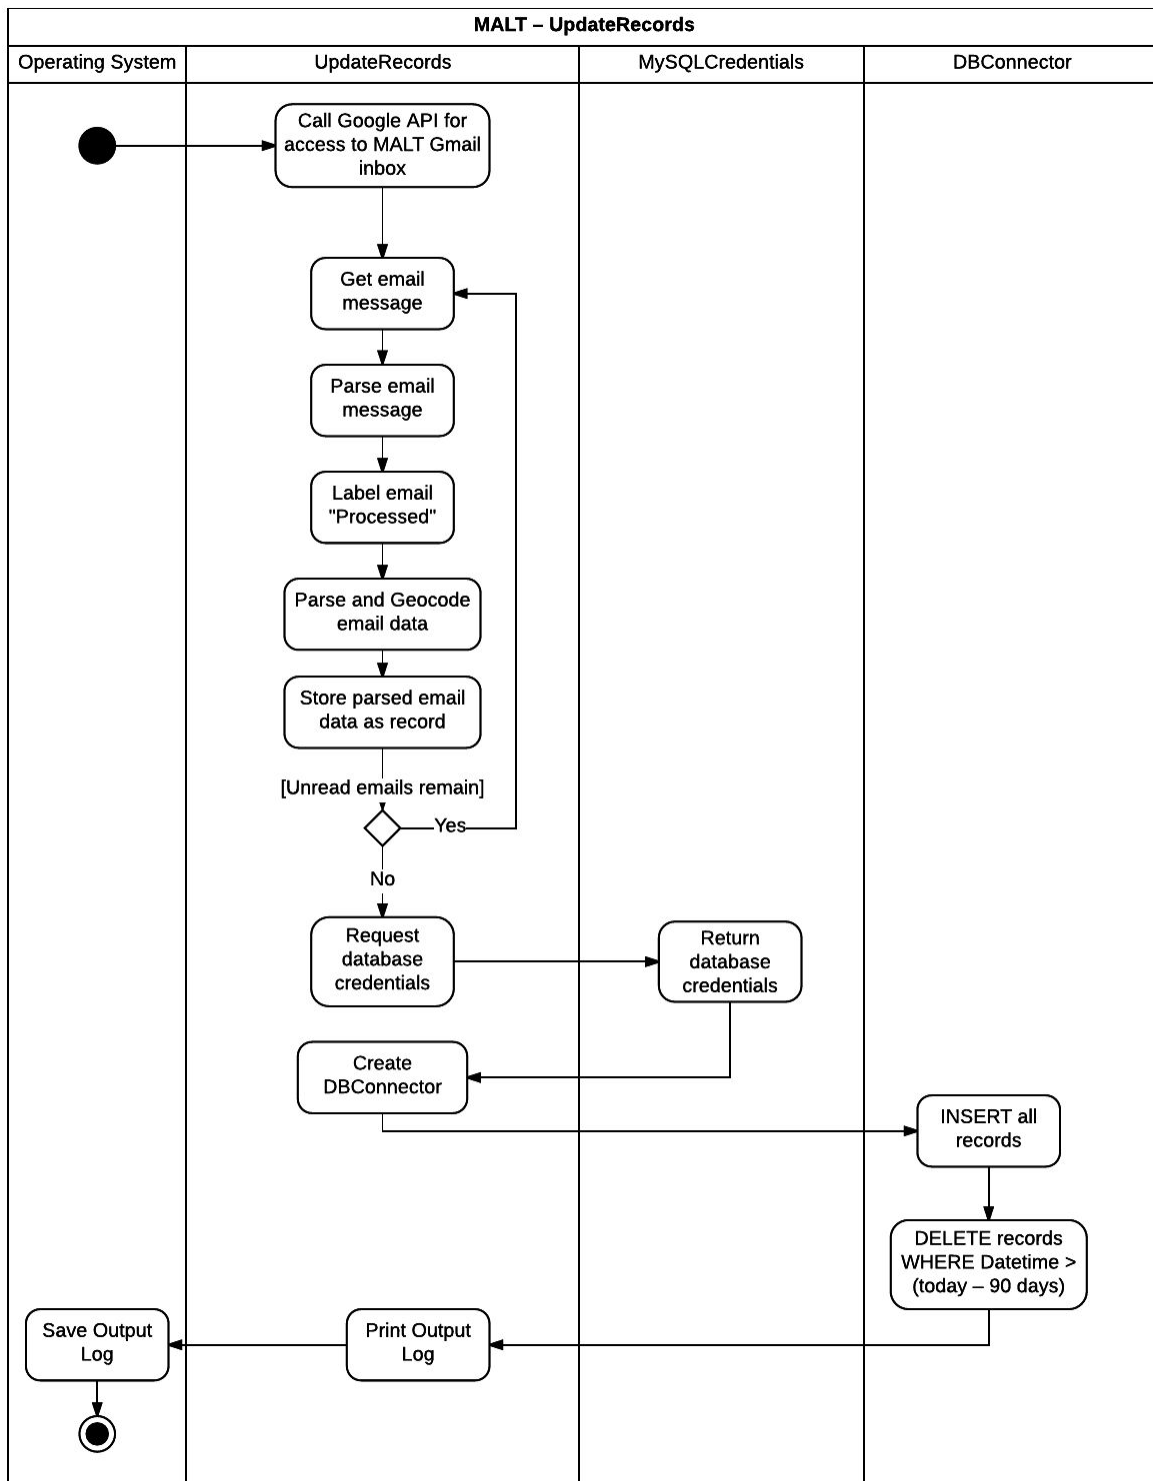 MALT – UpdateRecords
Operating System
UpdateRecords
MySQLCredentials
DBConnector
Call Google API for
access to MALT Gmail
inbox
Get email
message
Parse email
message
Label email
"Processed"
Parse and Geocode
email data
Store parsed email
data as record
[Unread emails remain]
Yes
No
Request
database
credentials
Return
database
credentials
Create
DBConnector
INSERT all
records
DELETE records
WHERE Datetime >
(today – 90 days)
Print Output
Log
Save Output
Log